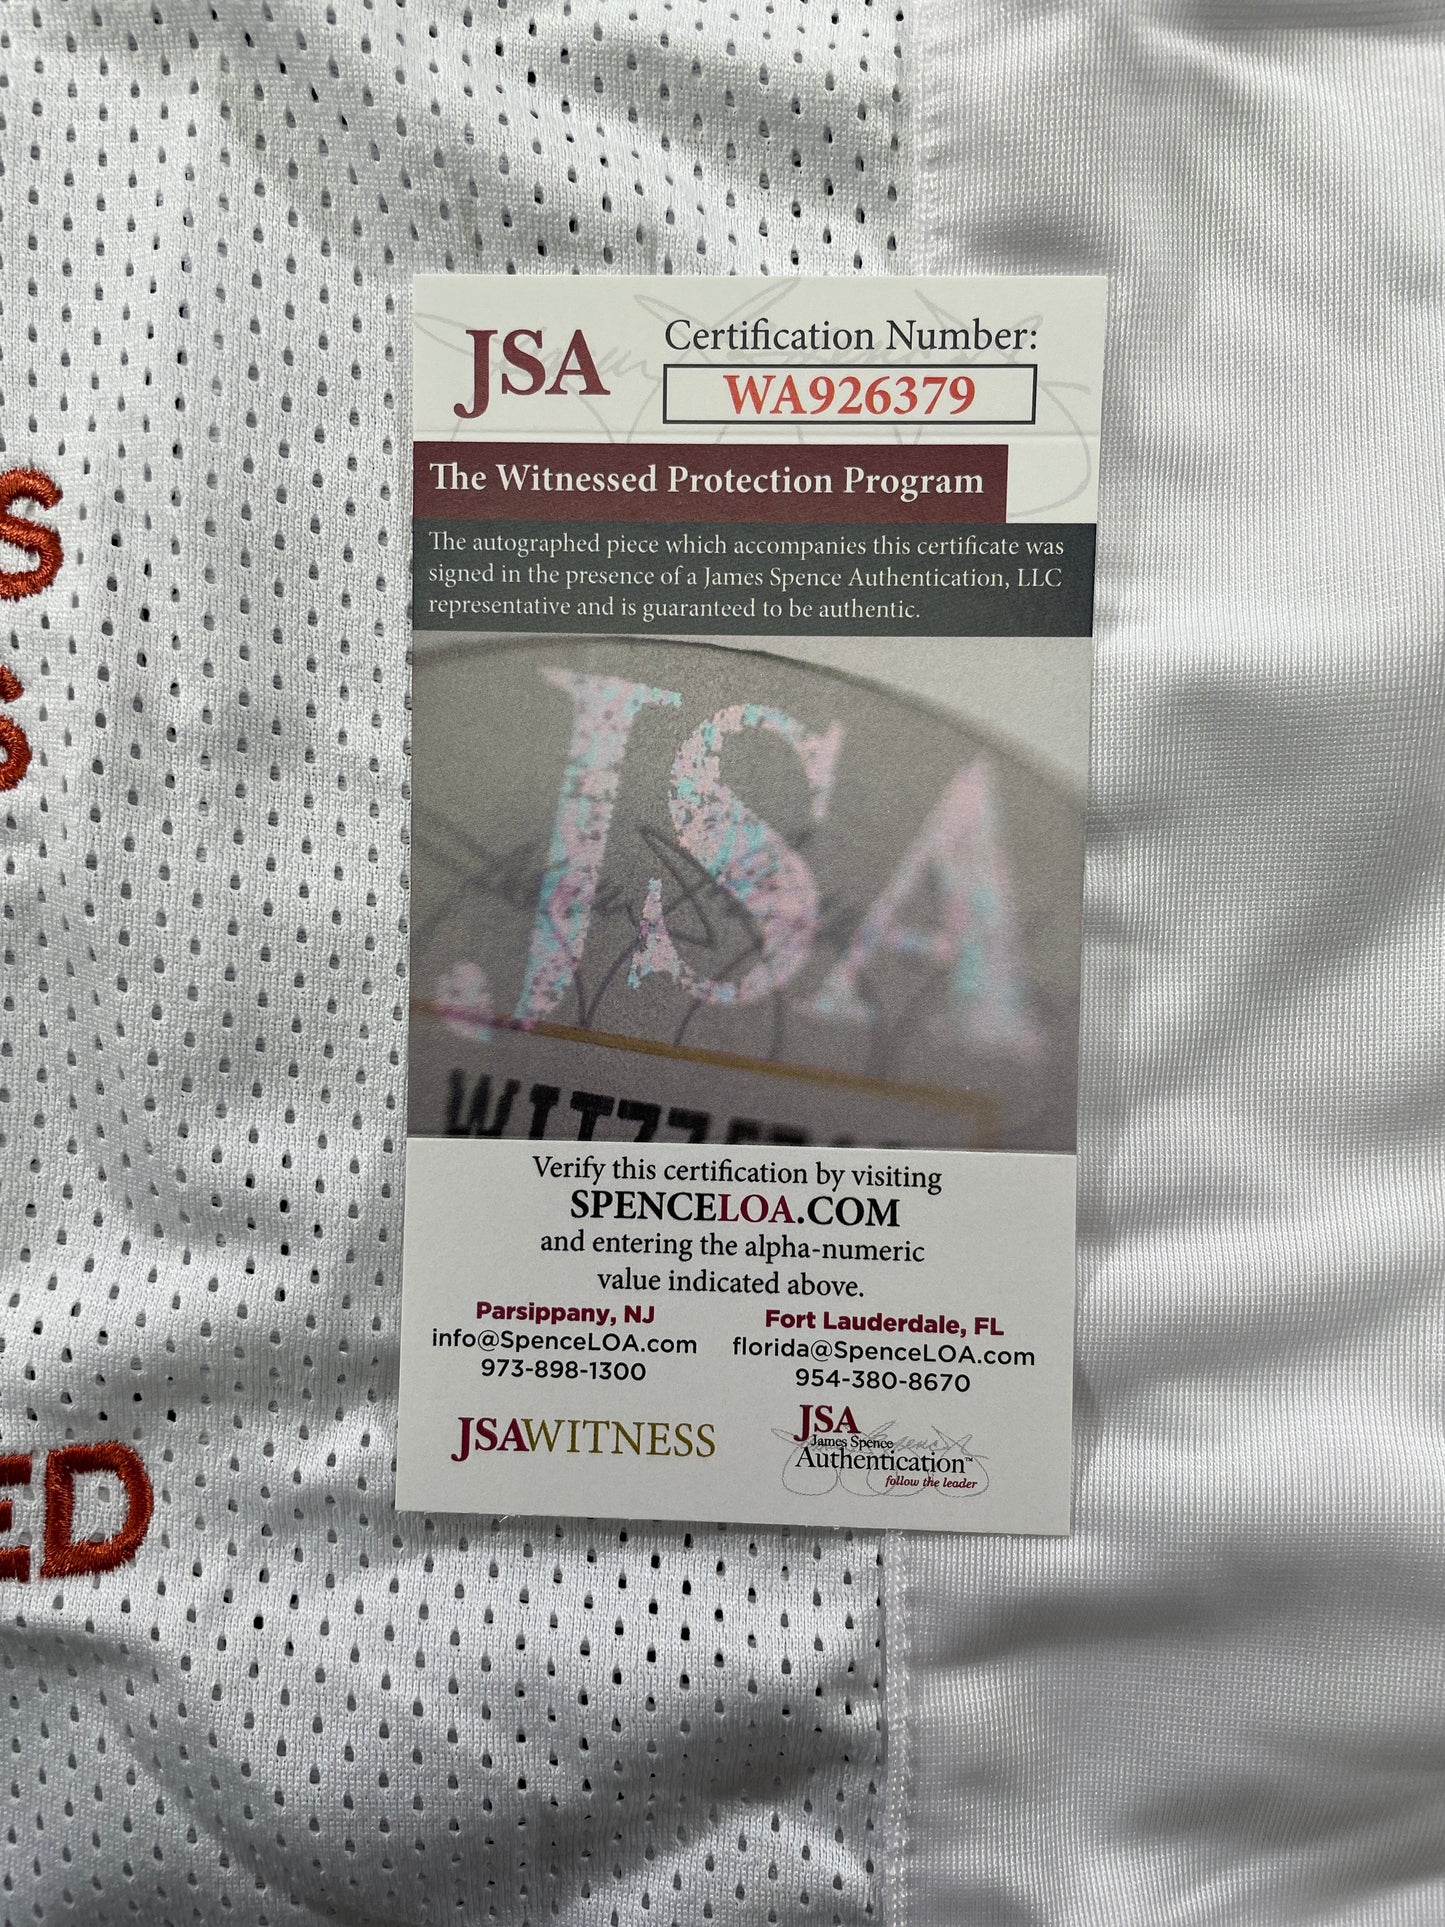 JSA
Certification Number:
WA926379
The Witnessed Protection Program
The autographed piece which accompanies this certificate was
signed in the presence of a James Spence Authentication, LLC
representative and is guaranteed to be authentic.
S
S
JSA
Verify this certification by visiting
SPENCELOA.COM
and entering the alpha-numeric
value indicated above.
Parsippany, NJ
info@SpenceLOA.com
973-898-1300
Fort Lauderdale, FL
florida@SpenceLOA.com
954-380-8670
ED
JSAWITNESS
JSA
James Spence
Authentication™
follow the leader